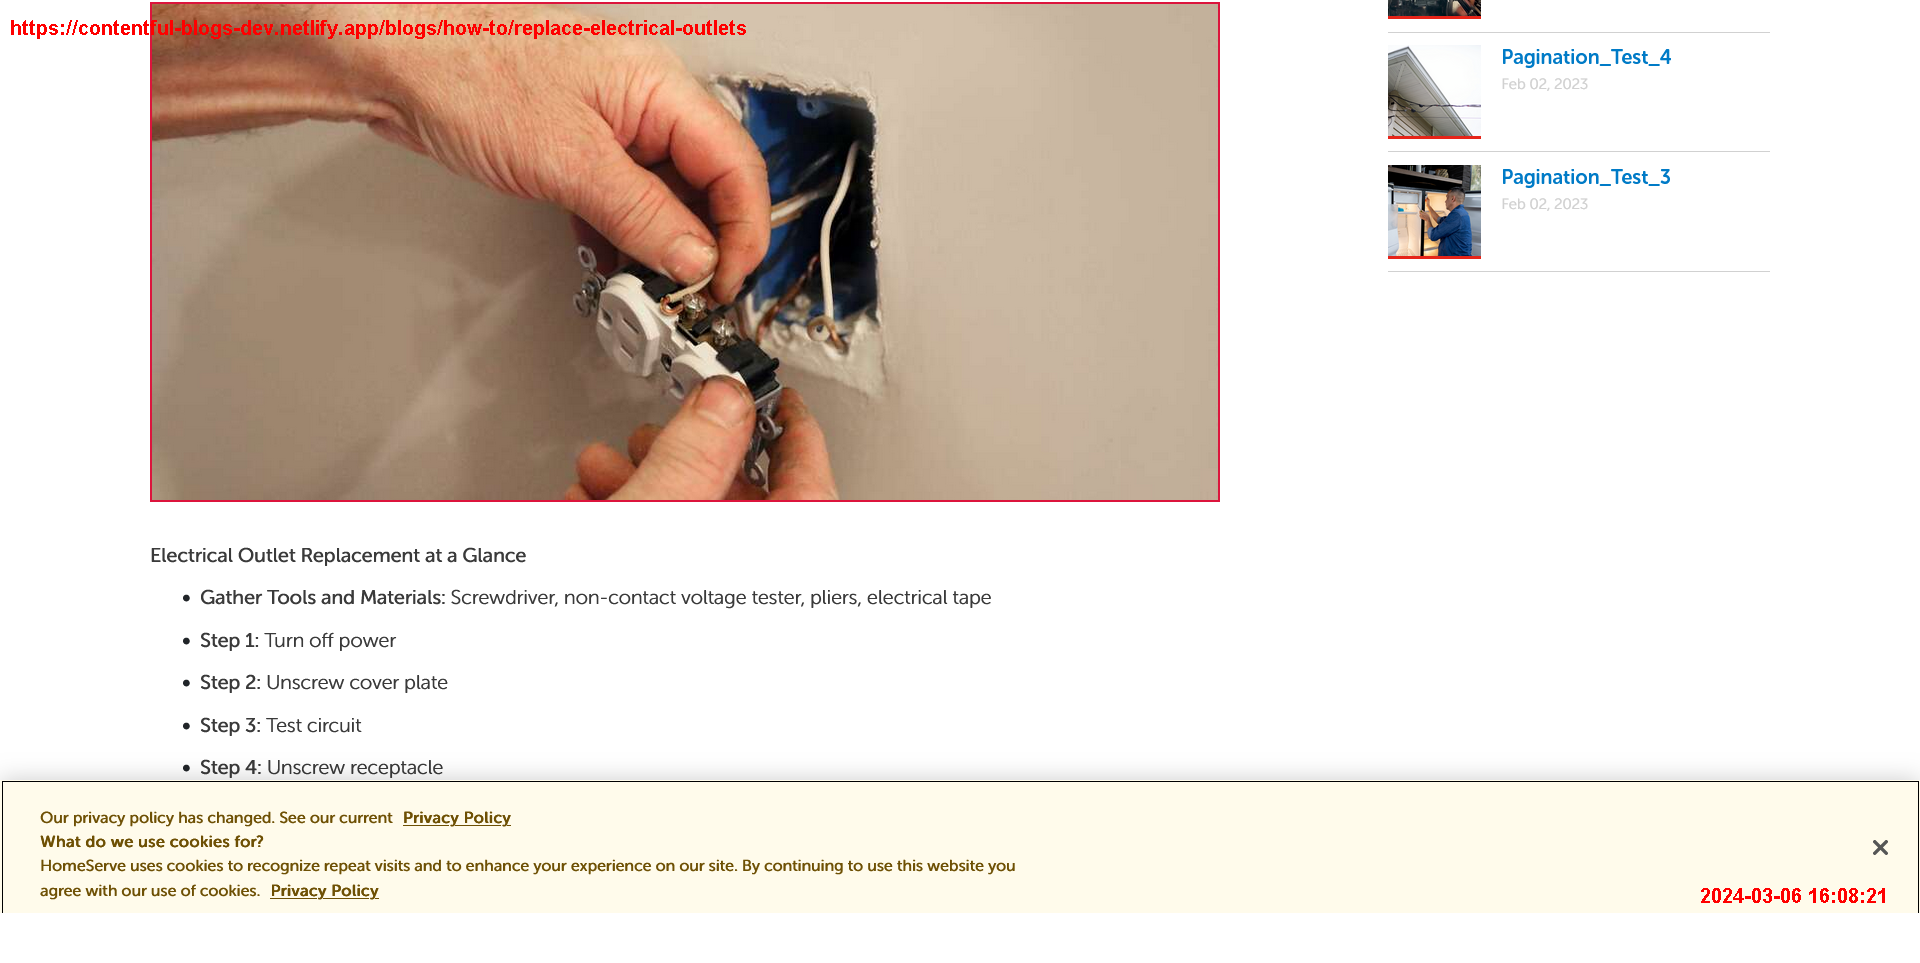 https://contentful-blogs-dev.netlify.app/blogs/how-to/replace-electrical-outlets
Pagination_Test_4
Feb 02, 2023
Pagination_Test_3
Feb 02, 2023
Electrical Outlet Replacement at a Glance
• Gather Tools and Materials: Screwdriver, non-contact voltage tester, pliers, electrical tape
• Step 1: Turn off power
• Step 2: Unscrew cover plate
• Step 3: Test circuit
• Step 4: Unscrew receptacle
Our privacy policy has changed. See our current Privacy Policy
What do we use cookies for?
HomeServe uses cookies to recognize repeat visits and to enhance your experience on our site. By continuing to use this website you
agree with our use of cookies. Privacy Policy
2024-03-06 16:08:21